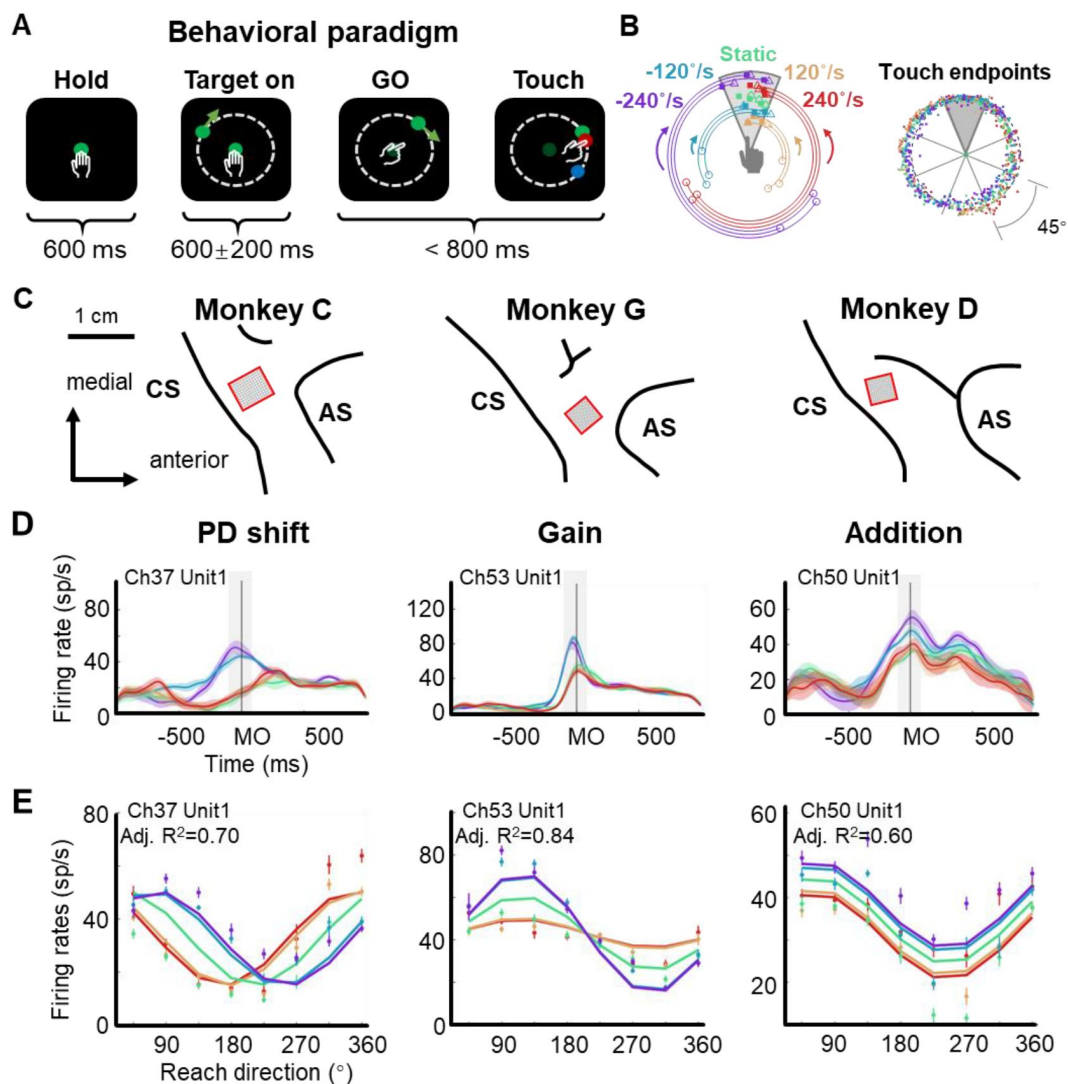 A
Behavioral paradigm
Hold
Target on
GO
Touch
600 ms
600±200 ms
< 800 ms
B
Static
-120°/s
120°/s
-240°/s
240°/s
Touch endpoints
45°
C
1 cm
Monkey C
Monkey G
Monkey D
medial
anterior
CS
AS
CS
AS
CS
AS
D
PD shift
Gain
Addition
Firing rate (sp/s)
Ch37 Unit1
80
40
0
-500 MO 500
Time (ms)
Ch53 Unit1
120
80
40
0
-500 MO 500
Ch50 Unit1
60
40
20
0
-500 MO 500
E
Firing rates (sp/s)
Ch37 Unit1
Adj. R²=0.70
80
40
0
90 180 270 360
Reach direction (°)
Ch53 Unit1
Adj. R²=0.84
80
40
0
90 180 270 360
Ch50 Unit1
Adj. R²=0.60
60
40
20
90 180 270 360